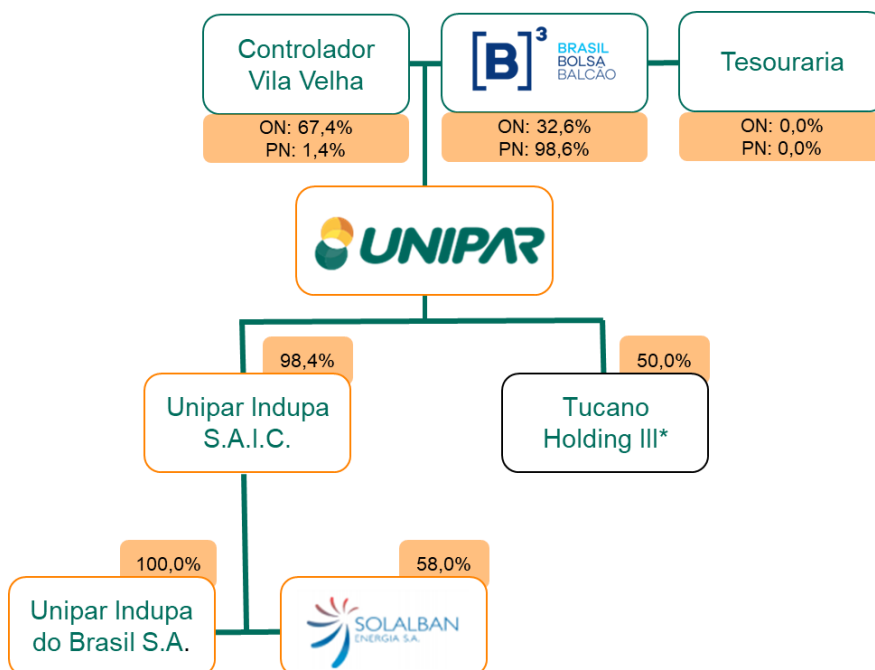 Controlador
Vila Velha
[B]³
BRASIL
BOLSA
BALCÃO
Tesouraria
ON: 67,4%
PN: 1,4%
ON: 32,6%
PN: 98,6%
ON: 0,0%
PN: 0,0%
UNIPAR
98,4%
50,0%
Unipar Indupa
S.A.I.C.
Tucano
Holding III*
100,0%
58,0%
Unipar Indupa
do Brasil S.A.
SOLALBAN
ENERGIA S.A.